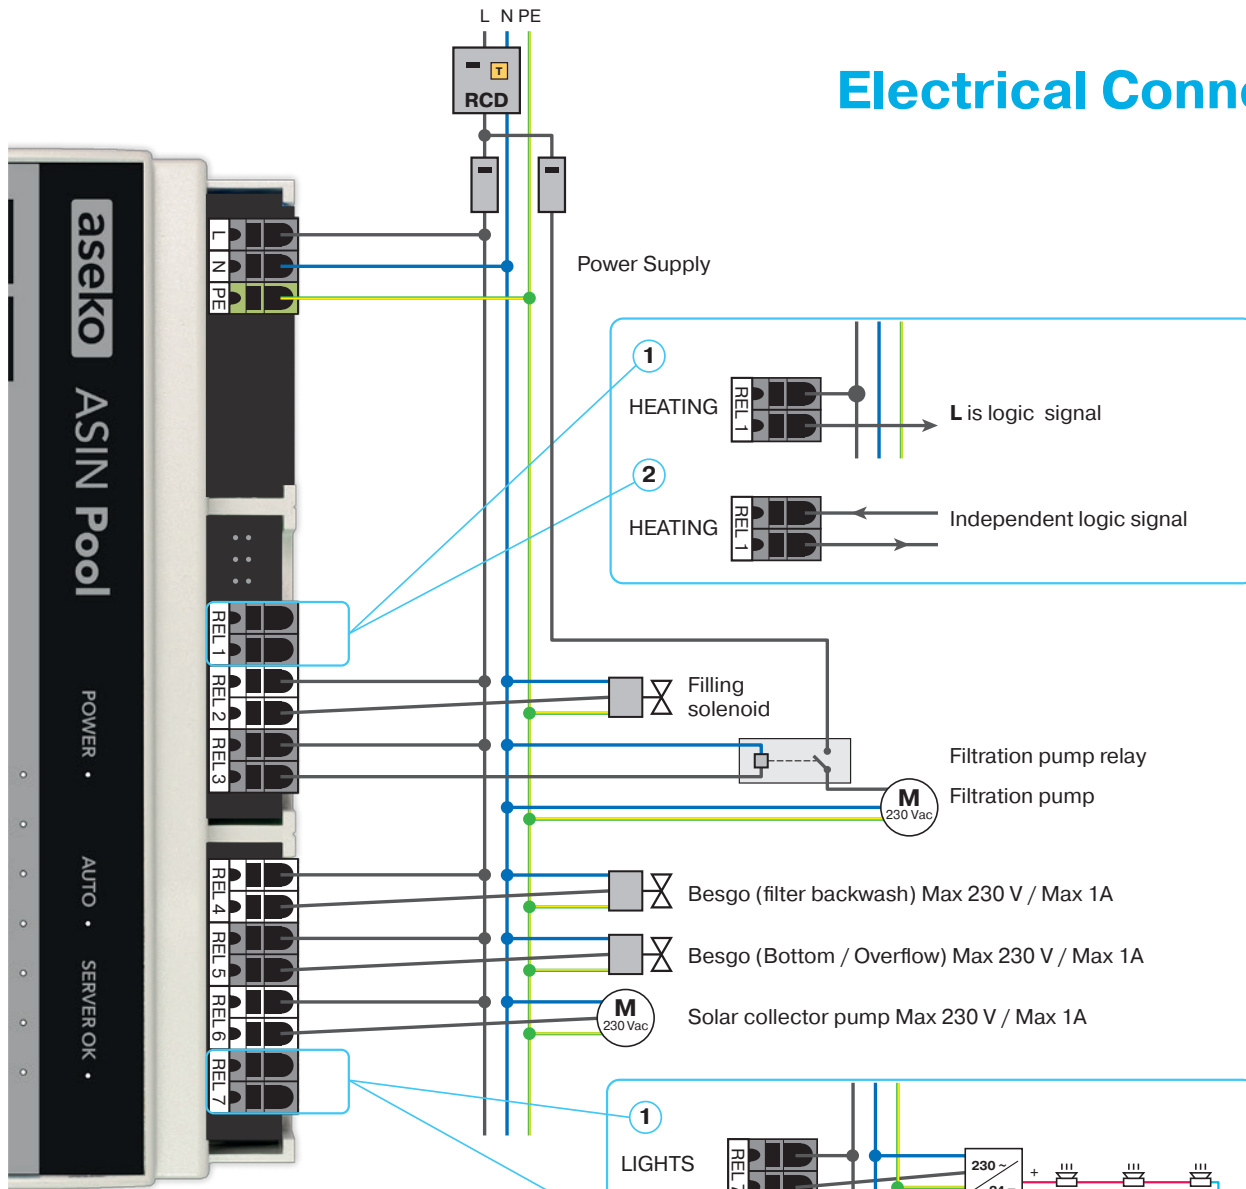 L N PE
T
RCD
Electrical Conne
aseko ASIN Pool
POWER
AUTO
SERVER OK
L
N
PE
Power Supply
1
HEATING
REL 1
L is logic signal
2
HEATING
REL 1
Independent logic signal
REL 1
REL 2
REL 3
Filling
solenoid
Filtration pump relay
Filtration pump
M
230 Vac
REL 4
REL 5
REL 6
REL 7
Besgo (filter backwash) Max 230 V / Max 1A
Besgo (Bottom / Overflow) Max 230 V / Max 1A
M
230 Vac
Solar collector pump Max 230 V / Max 1A
1
LIGHTS
REL 7
230 ~
+